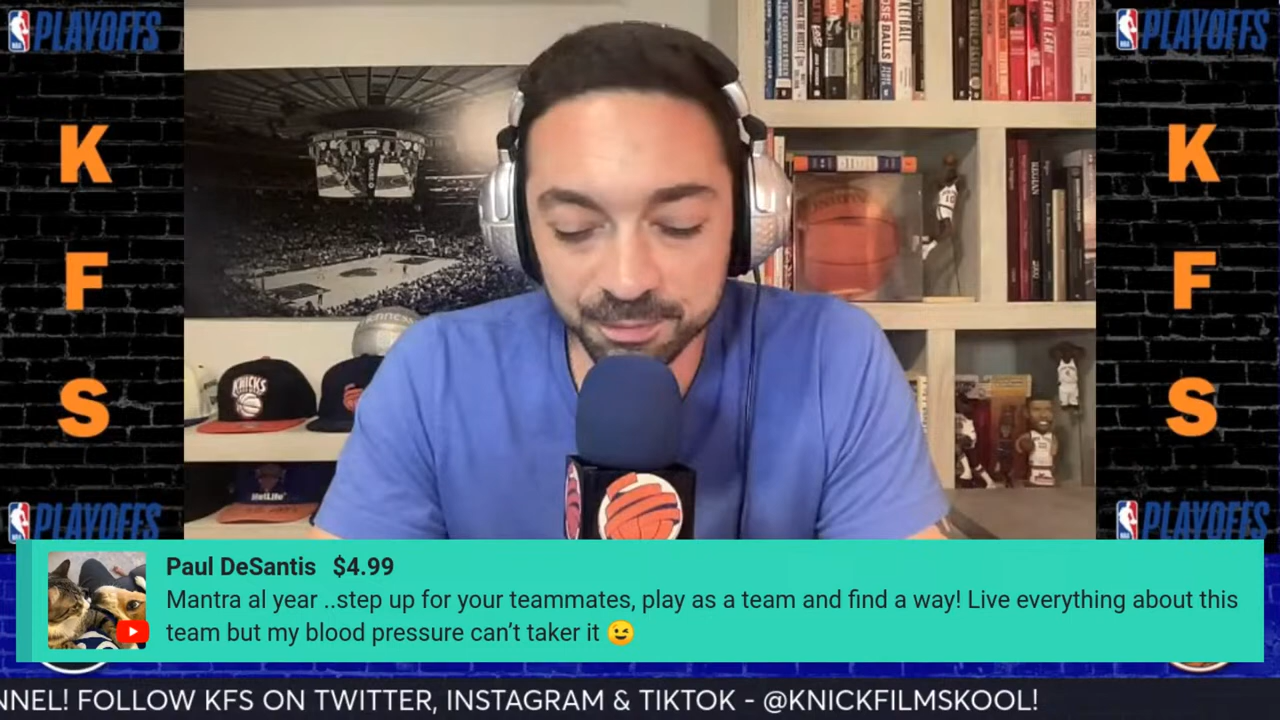 PLAYOFFS
PLAYOFFS
K
F
S
K
F
S
KNICKS
PLAYOFFS
PLAYOFFS
Paul DeSantis $4.99
Mantra al year ..step up for your teammates, play as a team and find a way! Live everything about this
team but my blood pressure can’t taker it 😉
NNEL! FOLLOW KFS ON TWITTER, INSTAGRAM & TIKTOK - @KNICKFILMSKOOL!